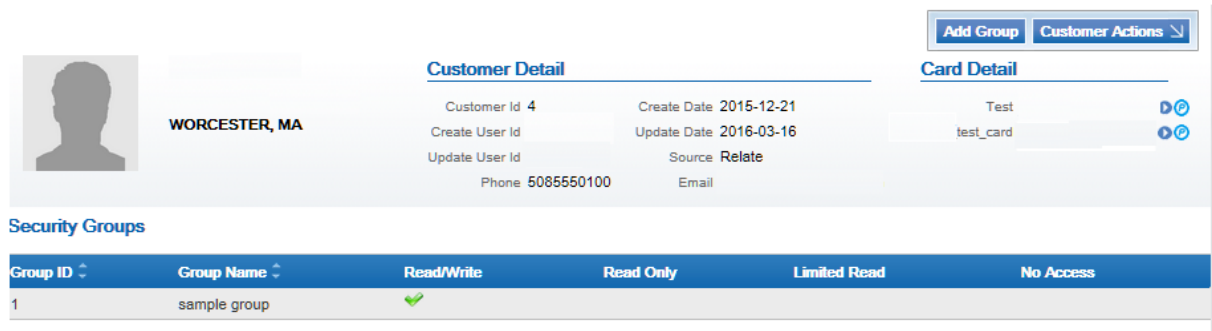 Add Group Customer Actions
Customer Detail Card Detail
Customer Id 4 Create Date 2015-12-21 Test
WORCESTER, MA Create User Id Update Date 2016-03-16 test_card
Update User Id Source Relate
Phone 5085550100 Email
Security Groups
Group ID Group Name Read/Write Read Only Limited Read No Access
1 sample group